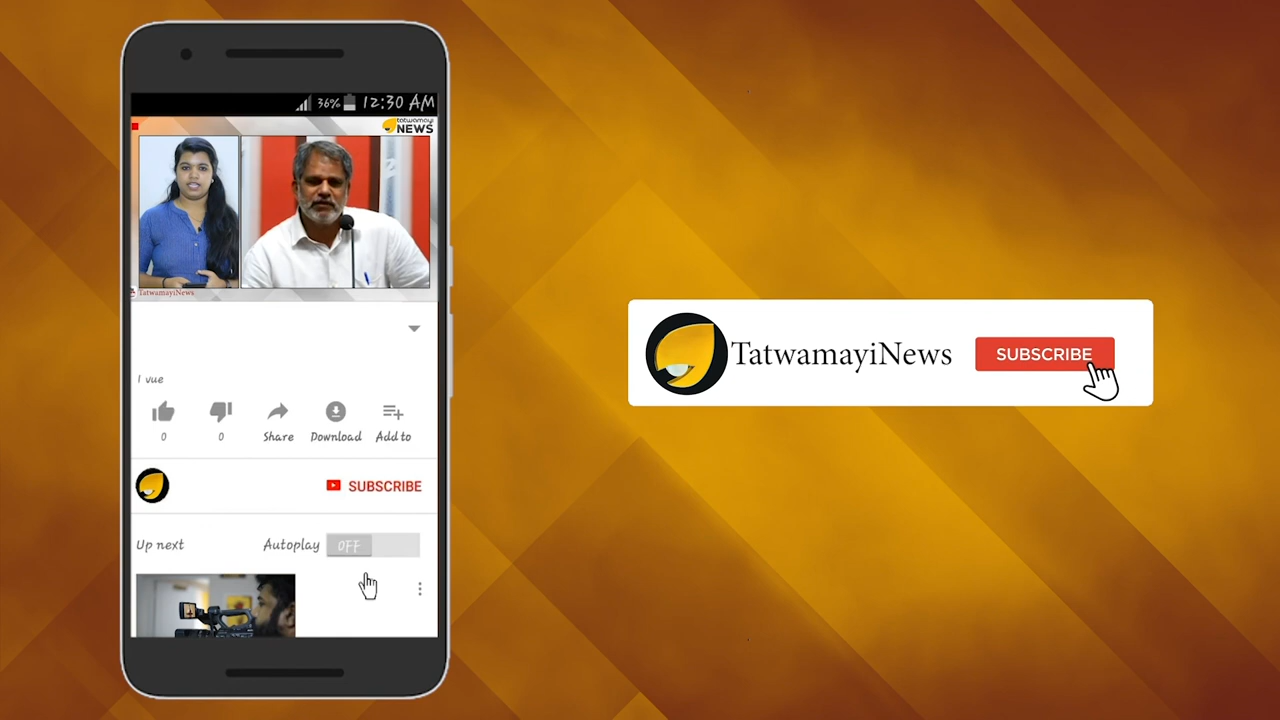 36% 12:30 AM
tatwamayi
NEWS
TatwamayiNews
1 vue
0 0 Share Download Add to
SUBSCRIBE
Up next Autoplay OFF
TatwamayiNews SUBSCRIBE